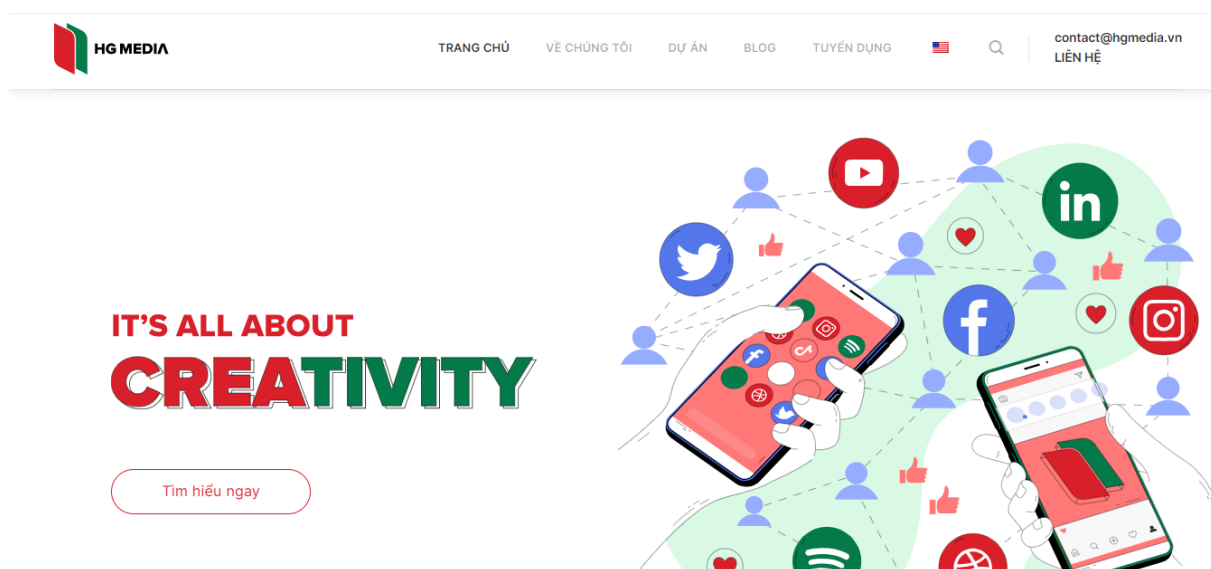 HG MEDIA
TRANG CHỦ
VỀ CHÚNG TÔI
DỰ ÁN
BLOG
TUYỂN DỤNG
contact@hgmedia.vn
LIÊN HỆ
IT'S ALL ABOUT
CREATIVITY
Tìm hiểu ngay
in